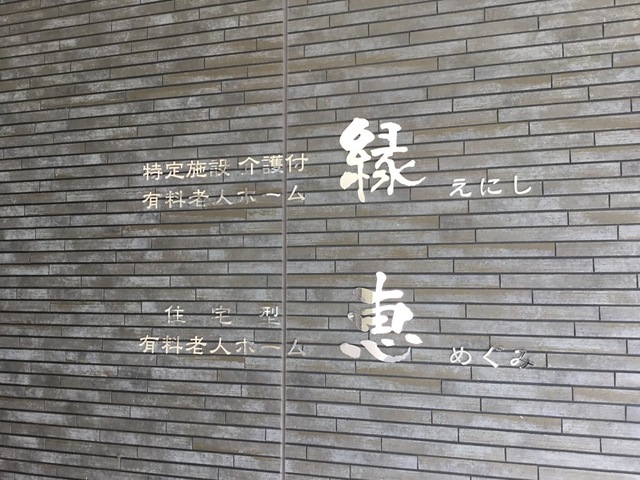 特定施設 介護付
有料老人ホーム
縁 えにし
住宅型
有料老人ホーム
恵 めぐみ